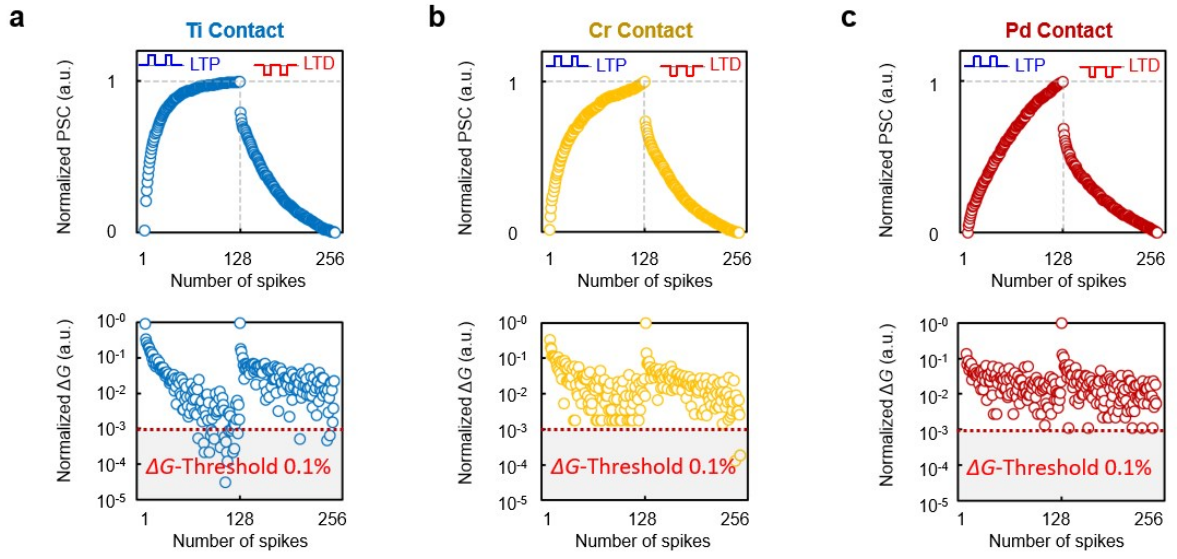 a
Ti Contact
LTP
LTD
1
0
Normalized PSC (a.u.)
1
128
256
Number of spikes
b
Cr Contact
LTP
LTD
1
0
Normalized PSC (a.u.)
1
128
256
Number of spikes
c
Pd Contact
LTP
LTD
1
0
Normalized PSC (a.u.)
1
128
256
Number of spikes
10⁻⁰
10⁻¹
10⁻²
10⁻³
10⁻⁴
10⁻⁵
Normalized ΔG (a.u.)
ΔG-Threshold 0.1%
1
128
256
Number of spikes
10⁻⁰
10⁻¹
10⁻²
10⁻³
10⁻⁴
10⁻⁵
Normalized ΔG (a.u.)
ΔG-Threshold 0.1%
1
128
256
Number of spikes
10⁻⁰
10⁻¹
10⁻²
10⁻³
10⁻⁴
10⁻⁵
Normalized ΔG (a.u.)
ΔG-Threshold 0.1%
1
128
256
Number of spikes